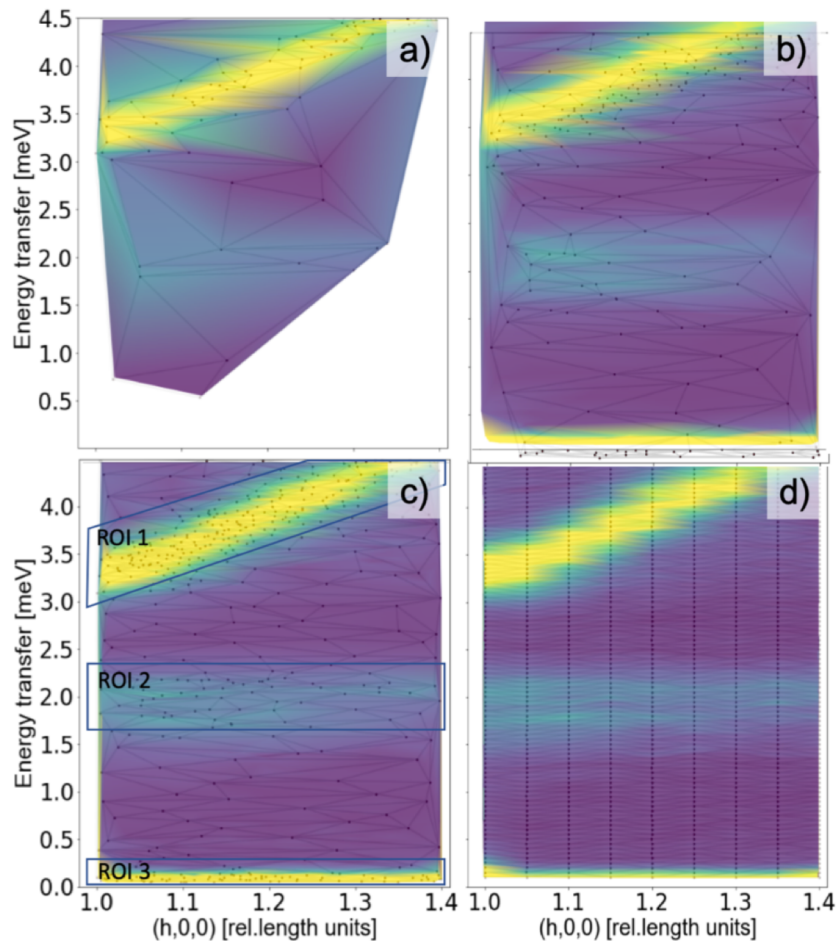 4.5
4.0
3.5
3.0
2.5
2.0
1.5
1.0
0.5
Energy transfer [meV]
a)
b)
4.0
3.5
3.0
2.5
2.0
1.5
1.0
0.5
0.0
Energy transfer [meV]
c)
ROI 1
ROI 2
ROI 3
1.0 1.1 1.2 1.3 1.4
(h,0,0) [rel.length units]
d)
1.0 1.1 1.2 1.3 1.4
(h,0,0) [rel.length units]